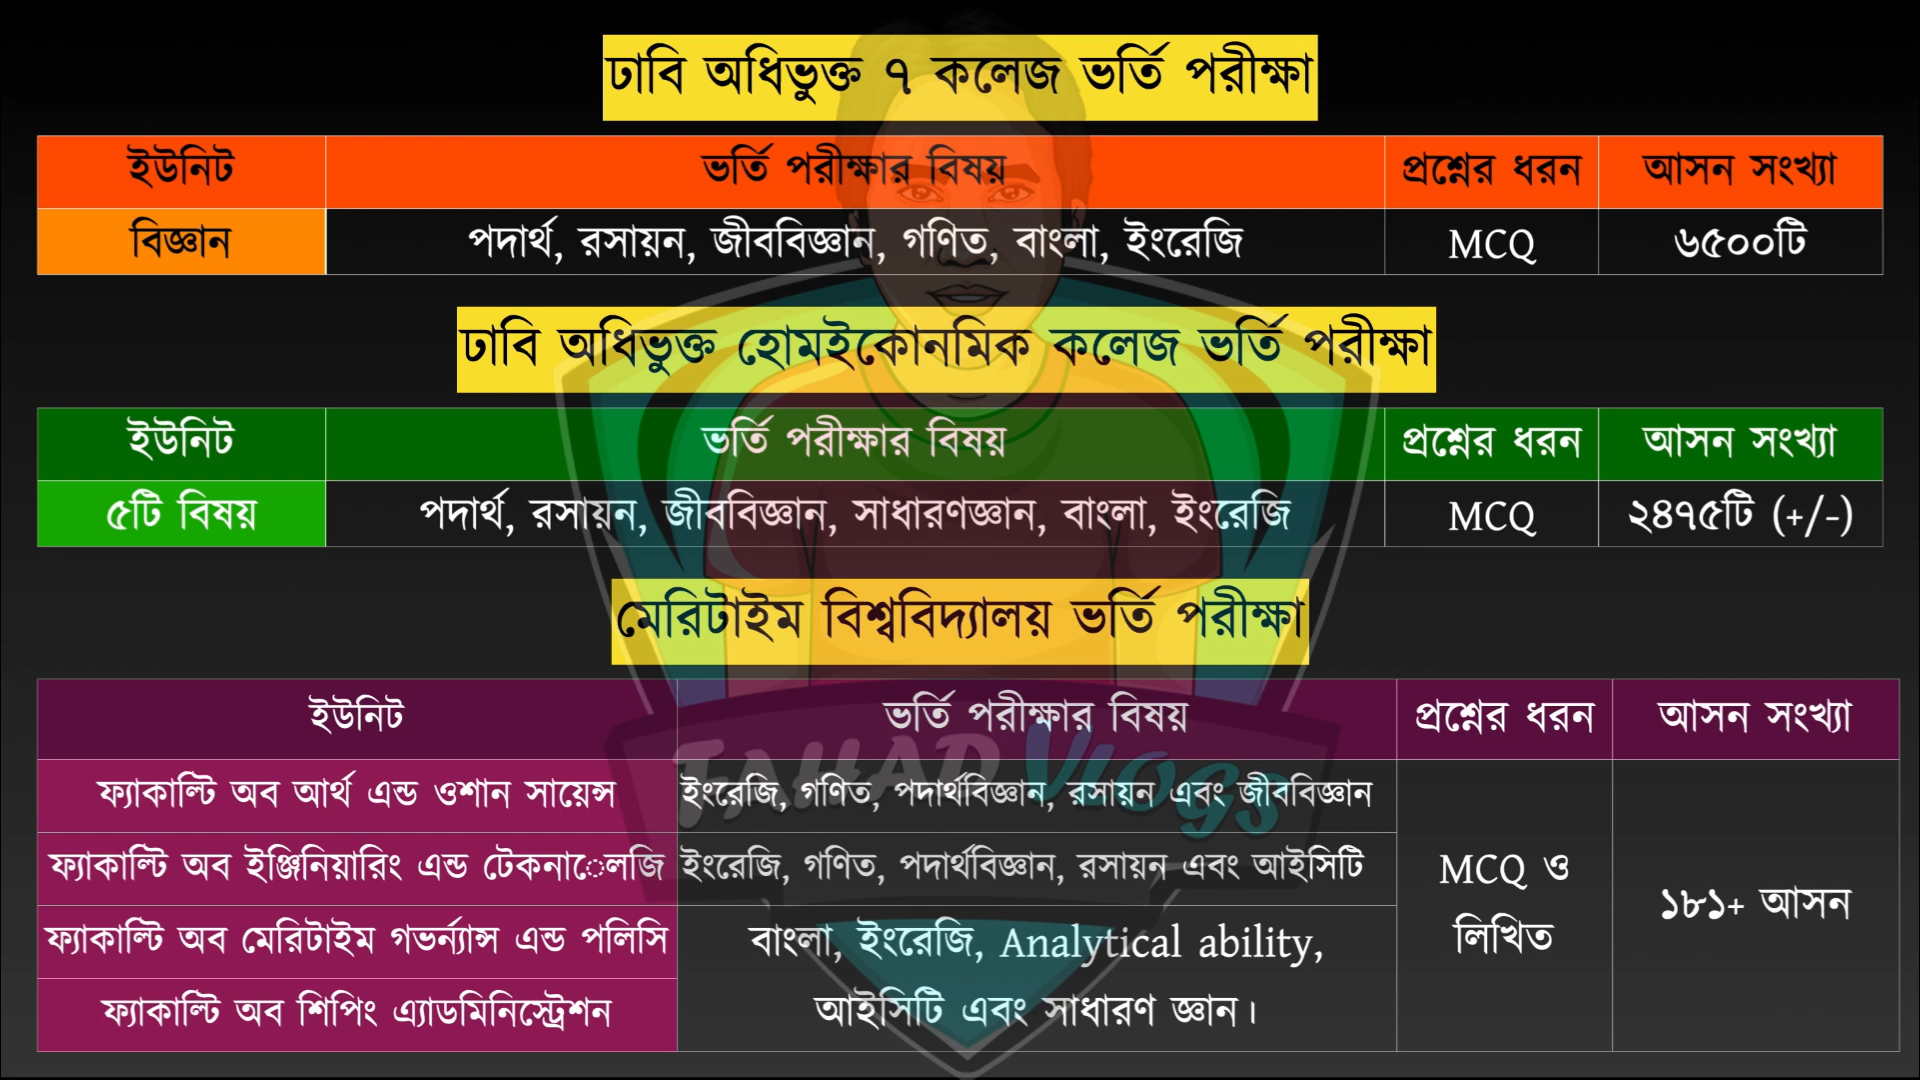 ঢাবি অধিভুক্ত ৭ কলেজ ভর্তি পরীক্ষা
ইউনিট ভর্তি পরীক্ষার বিষয় প্রশ্নের ধরন আসন সংখ্যা
বিজ্ঞান পদার্থ, রসায়ন, জীববিজ্ঞান, গণিত, বাংলা, ইংরেজি MCQ ৬৫০০টি
ঢাবি অধিভুক্ত হোমইকোনমিক কলেজ ভর্তি পরীক্ষা
ইউনিট ভর্তি পরীক্ষার বিষয় প্রশ্নের ধরন আসন সংখ্যা
৫টি বিষয় পদার্থ, রসায়ন, জীববিজ্ঞান, সাধারণজ্ঞান, বাংলা, ইংরেজি MCQ ২৪৭৫টি (+/-)
মেরিটাইম বিশ্ববিদ্যালয় ভর্তি পরীক্ষা
ইউনিট ভর্তি পরীক্ষার বিষয় প্রশ্নের ধরন আসন সংখ্যা
ফ্যাকাল্টি অব আর্থ এন্ড ওশান সায়েন্স ইংরেজি, গণিত, পদার্থবিজ্ঞান, রসায়ন এবং জীববিজ্ঞান
ফ্যাকাল্টি অব ইঞ্জিনিয়ারিং এন্ড টেকনােলজি ইংরেজি, গণিত, পদার্থবিজ্ঞান, রসায়ন এবং আইসিটি
ফ্যাকাল্টি অব মেরিটাইম গভর্ন্যান্স এন্ড পলিসি
ফ্যাকাল্টি অব শিপিং এ্যাডমিনিস্ট্রেশন
বাংলা, ইংরেজি, Analytical ability,
আইসিটি এবং সাধারণ জ্ঞান।
MCQ ও
লিখিত
১৮১+ আসন
FAHAD Vlogs